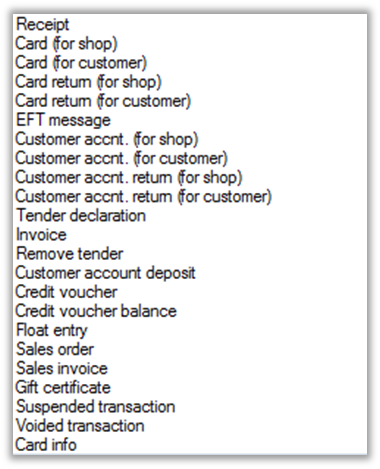 Receipt
Card (for shop)
Card (for customer)
Card return (for shop)
Card return (for customer)
EFT message
Customer accnt. (for shop)
Customer accnt. (for customer)
Customer accnt. return (for shop)
Customer accnt. return (for customer)
Tender declaration
Invoice
Remove tender
Customer account deposit
Credit voucher
Credit voucher balance
Float entry
Sales order
Sales invoice
Gift certificate
Suspended transaction
Voided transaction
Card info